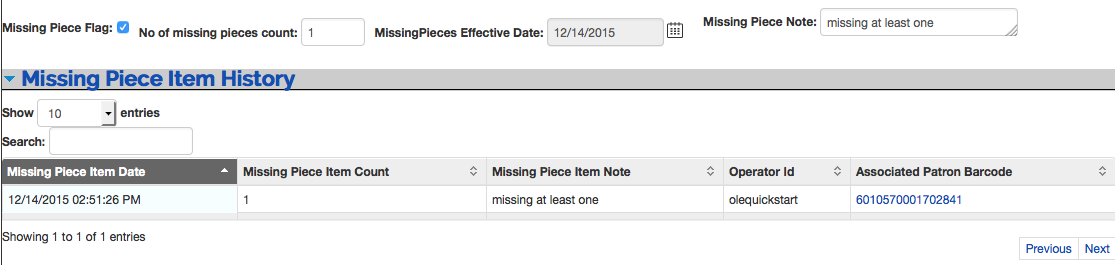 Missing Piece Flag: No of missing pieces count: 1 MissingPieces Effective Date: 12/14/2015 Missing Piece Note: missing at least one
Missing Piece Item History
Show 10 entries
Search:
Missing Piece Item Date Missing Piece Item Count Missing Piece Item Note Operator Id Associated Patron Barcode
12/14/2015 02:51:26 PM 1 missing at least one olequickstart 6010570001702841
Showing 1 to 1 of 1 entries
Previous Next